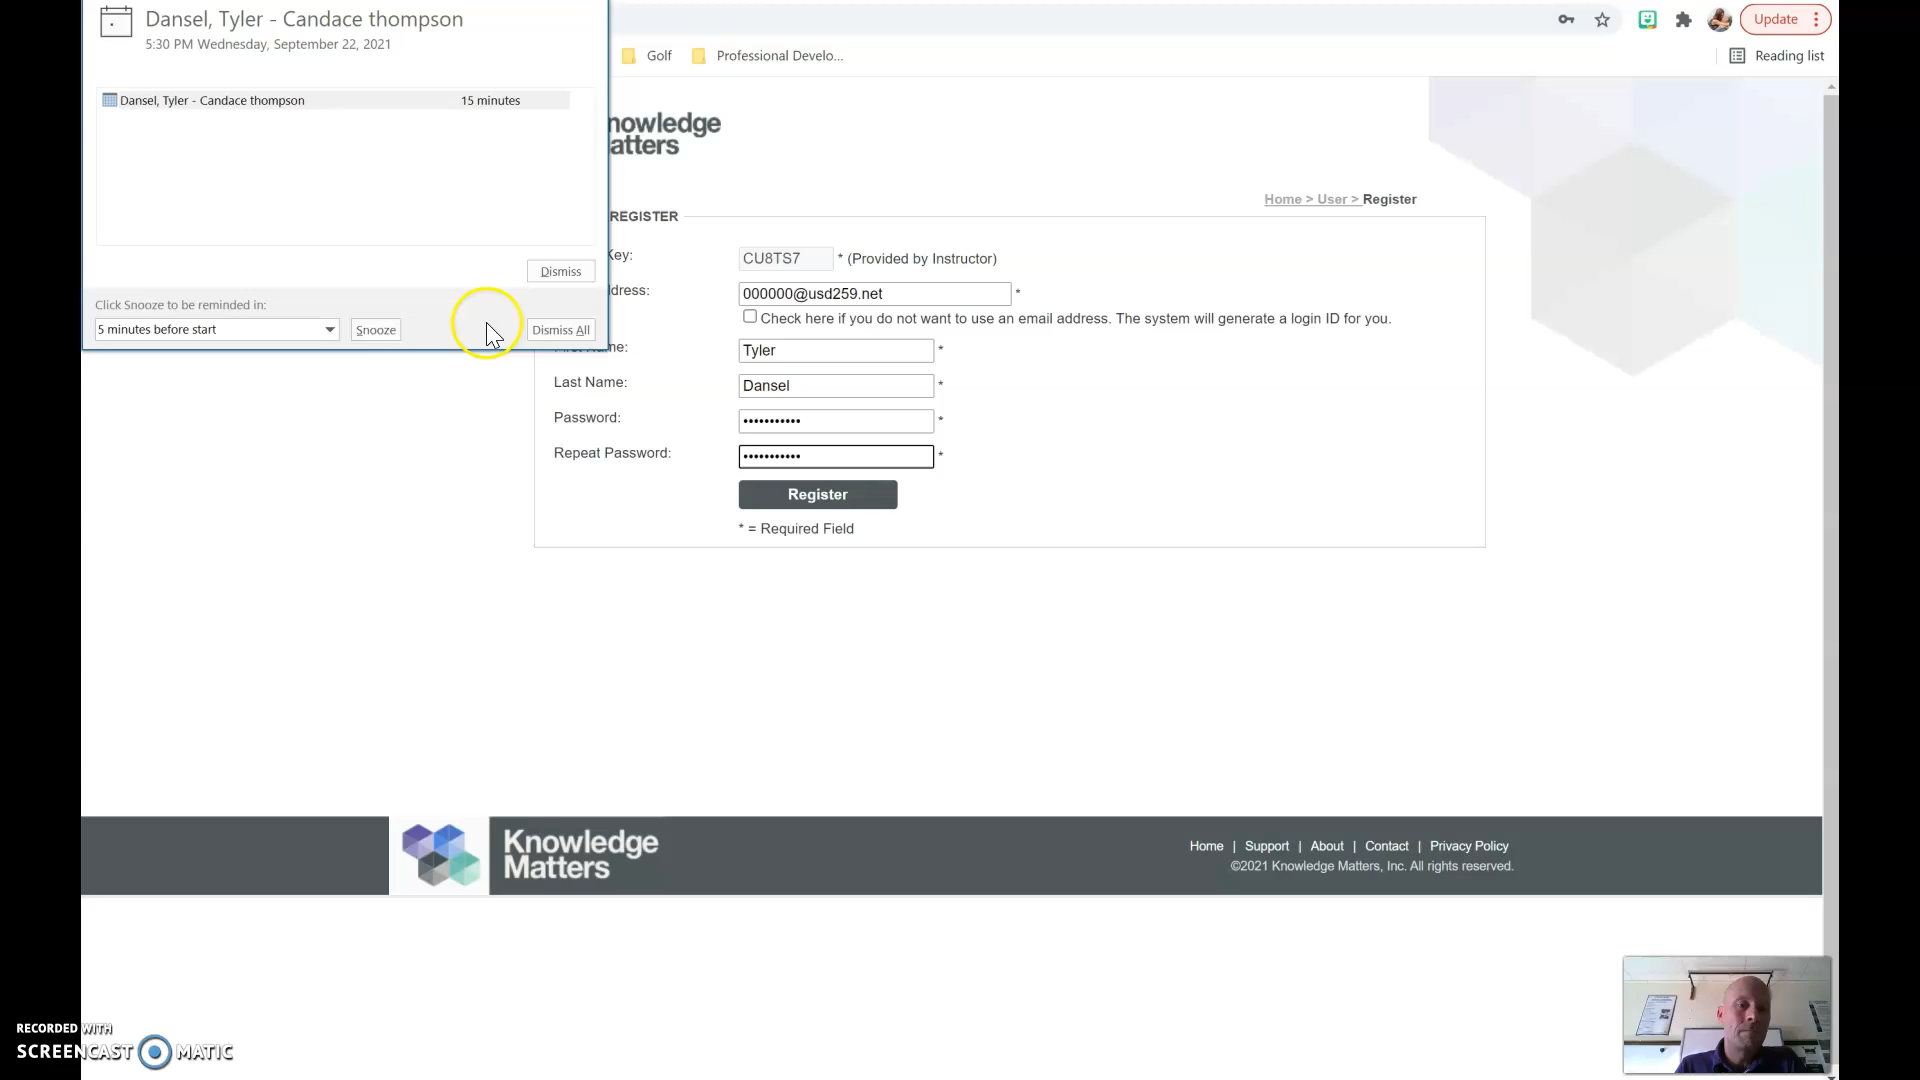 Dansel, Tyler - Candace thompson
5:30 PM Wednesday, September 22, 2021
Dansel, Tyler - Candace thompson 15 minutes
Dismiss
Click Snooze to be reminded in:
5 minutes before start Snooze Dismiss All
Update
Golf Professional Develo... Reading list
nowledge
atters
Home > User > Register
REGISTER
Key: CU8TS7 * (Provided by Instructor)
dress: 000000@usd259.net *
Check here if you do not want to use an email address. The system will generate a login ID for you.
First Name: Tyler *
Last Name: Dansel *
Password: ••••••••••• *
Repeat Password: ••••••••••• *
Register
* = Required Field
Knowledge
Matters
Home | Support | About | Contact | Privacy Policy
©2021 Knowledge Matters, Inc. All rights reserved.
RECORDED WITH
SCREENCAST MATIC